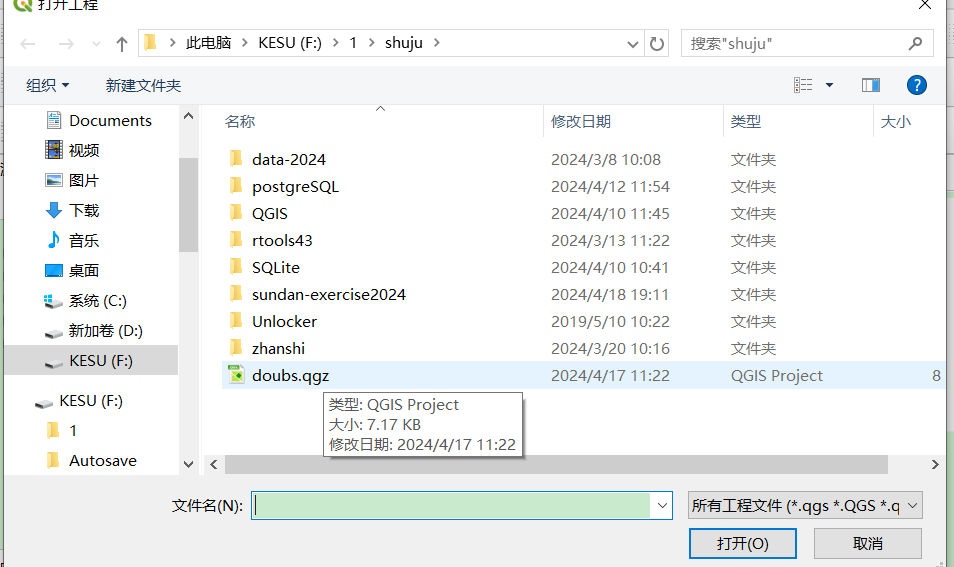 打开工程
此电脑 > KESU (F:) > 1 > shuju >
搜索"shuju"
组织
新建文件夹
Documents
视频
图片
下载
音乐
桌面
系统 (C:)
新加卷 (D:)
KESU (F:)
KESU (F:)
1
Autosave
名称 修改日期 类型 大小
data-2024 2024/3/8 10:08 文件夹
postgreSQL 2024/4/12 11:54 文件夹
QGIS 2024/4/10 11:45 文件夹
rtools43 2024/3/13 11:22 文件夹
SQLite 2024/4/10 10:41 文件夹
sundan-exercise2024 2024/4/18 19:11 文件夹
Unlocker 2019/5/10 10:22 文件夹
zhanshi 2024/3/20 10:16 文件夹
doubs.qgz 2024/4/17 11:22 QGIS Project 8
类型: QGIS Project
大小: 7.17 KB
修改日期: 2024/4/17 11:22
文件名(N):
所有工程文件 (*.qgs *.QGS *.q
打开(O)
取消